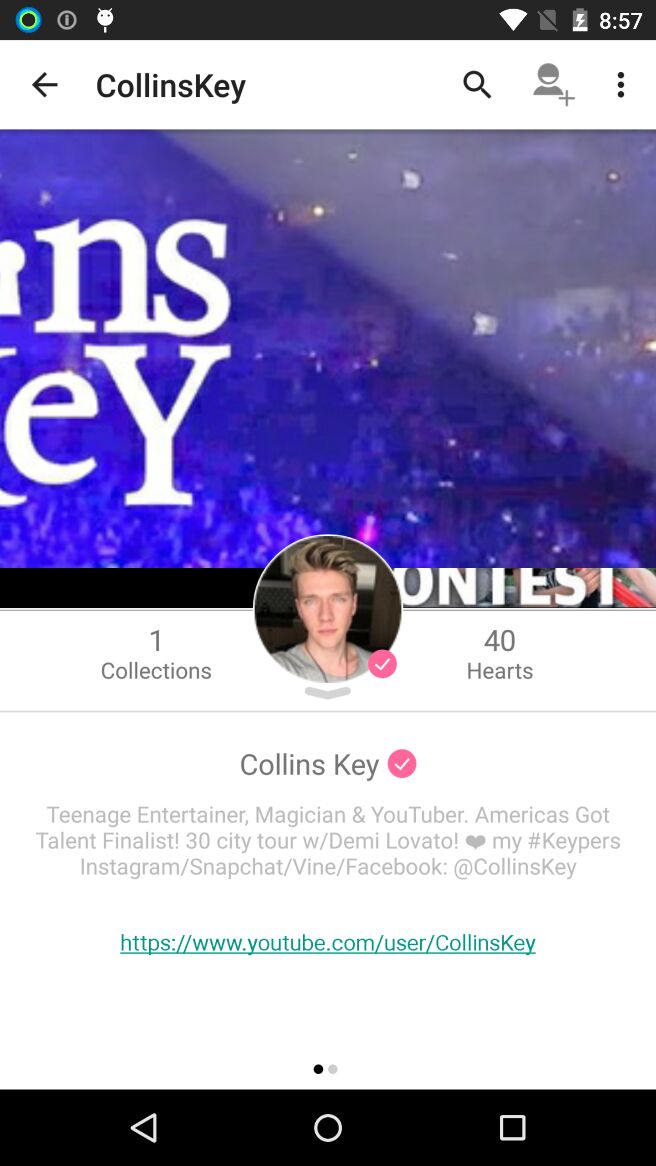 8:57
CollinsKey
ns
eY
ONTEST
1
Collections
40
Hearts
Collins Key
Teenage Entertainer, Magician & YouTuber. Americas Got
Talent Finalist! 30 city tour w/Demi Lovato! ❤ my #Keypers
Instagram/Snapchat/Vine/Facebook: @CollinsKey
https://www.youtube.com/user/CollinsKey